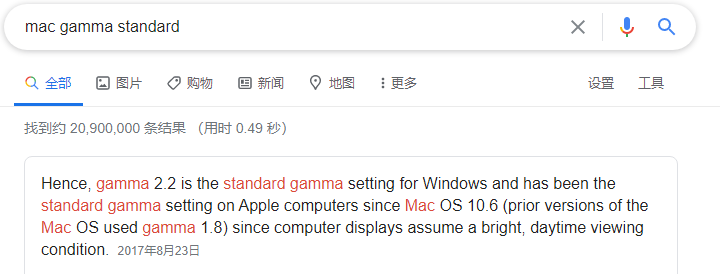 mac gamma standard
全部 图片 购物 新闻 地图 更多 设置 工具
找到约 20,900,000 条结果 （用时 0.49 秒）
Hence, gamma 2.2 is the standard gamma setting for Windows and has been the
standard gamma setting on Apple computers since Mac OS 10.6 (prior versions of the
Mac OS used gamma 1.8) since computer displays assume a bright, daytime viewing
condition. 2017年8月23日